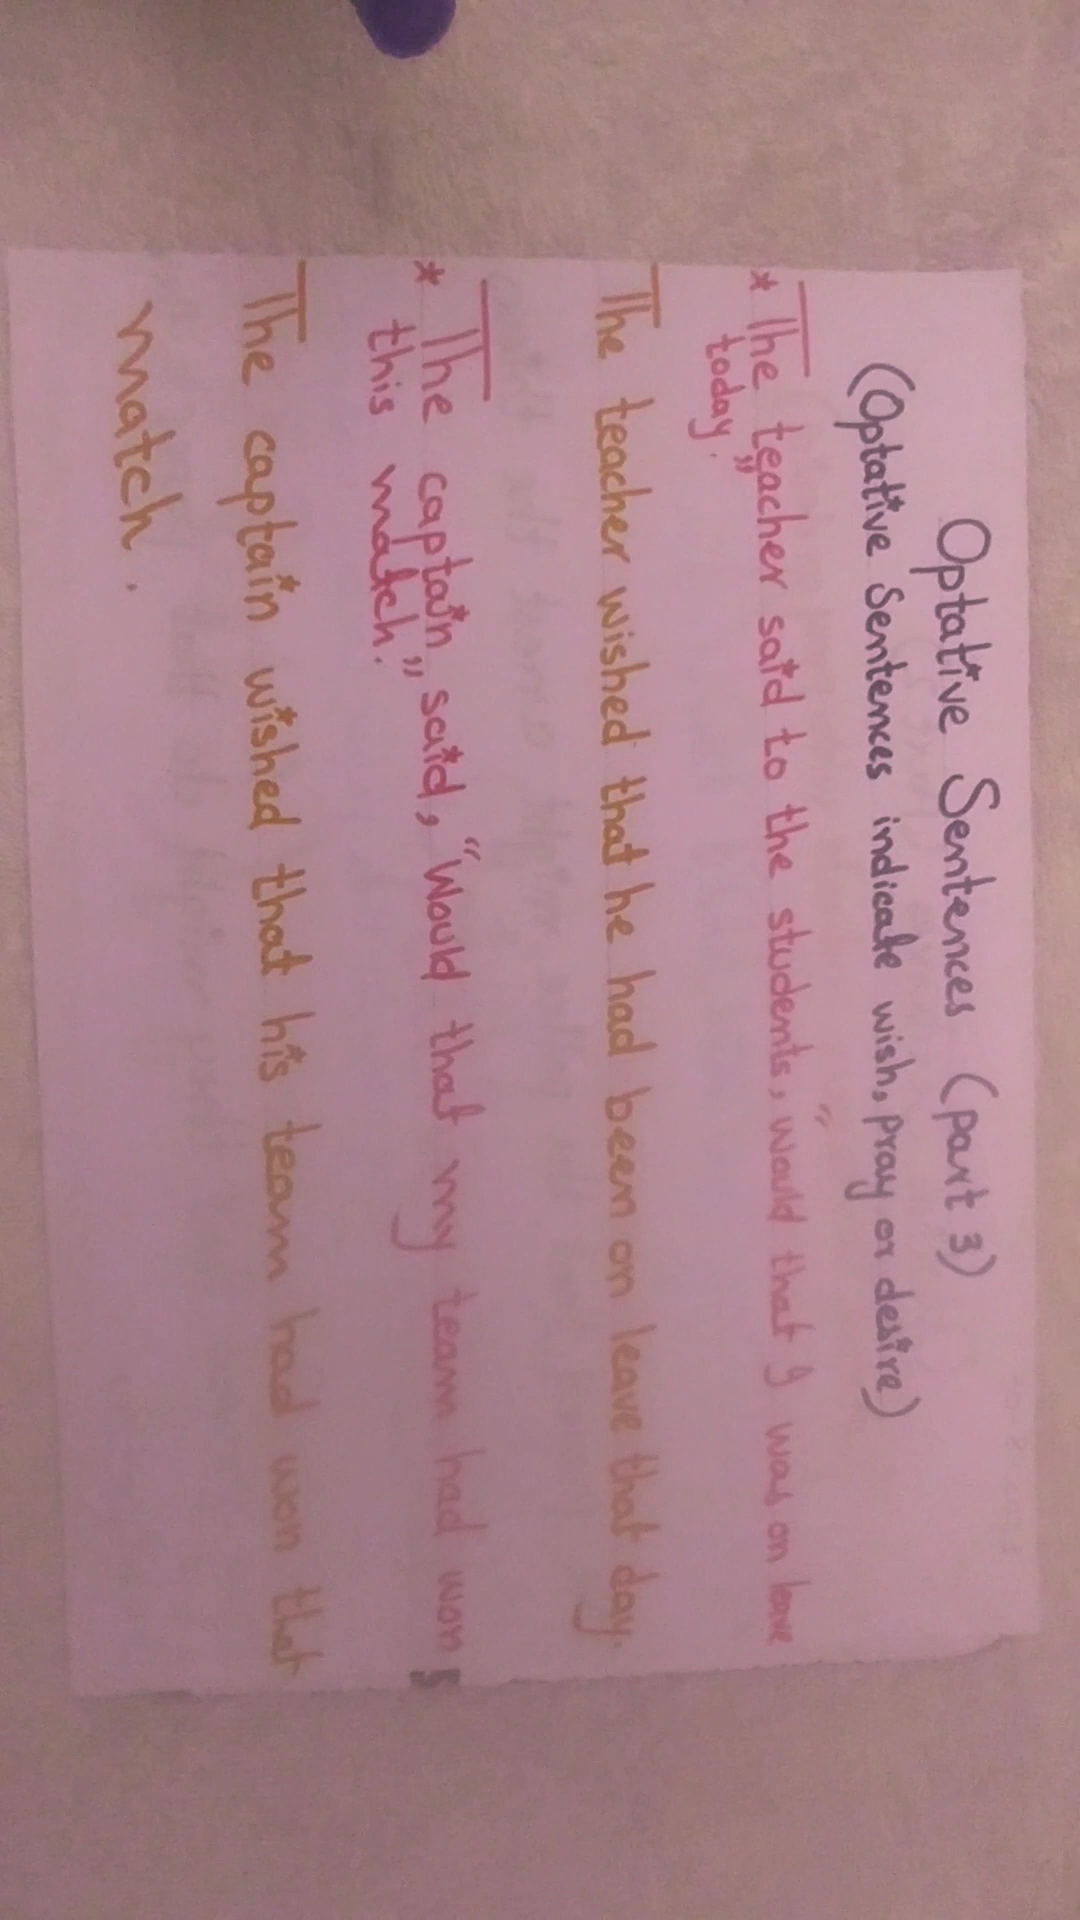 Optative Sentences (part 3)
(Optative Sentences indicate wish, pray or desire)
* The teacher said to the students, "would that I was on leave
today."
The teacher wished that he had been on leave that day.
* The captain said, "Would that my team had won
this match."
The captain wished that his team had won that
match.